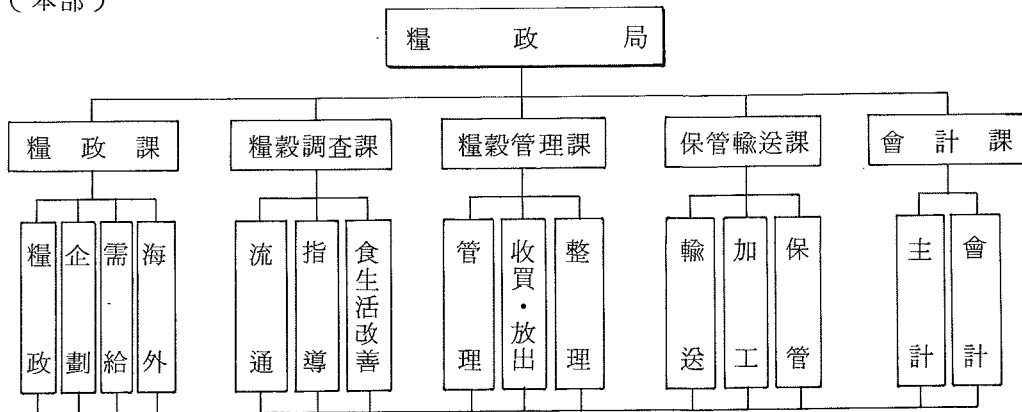 (本部)
糧政局
糧政課
糧穀調査課
糧穀管理課
保管輸送課
會計課
糧政
企劃
需給
海外
流通
指導
食生活改善
管理
收買・放出
整理
輸送
加工
保管
主計
會計